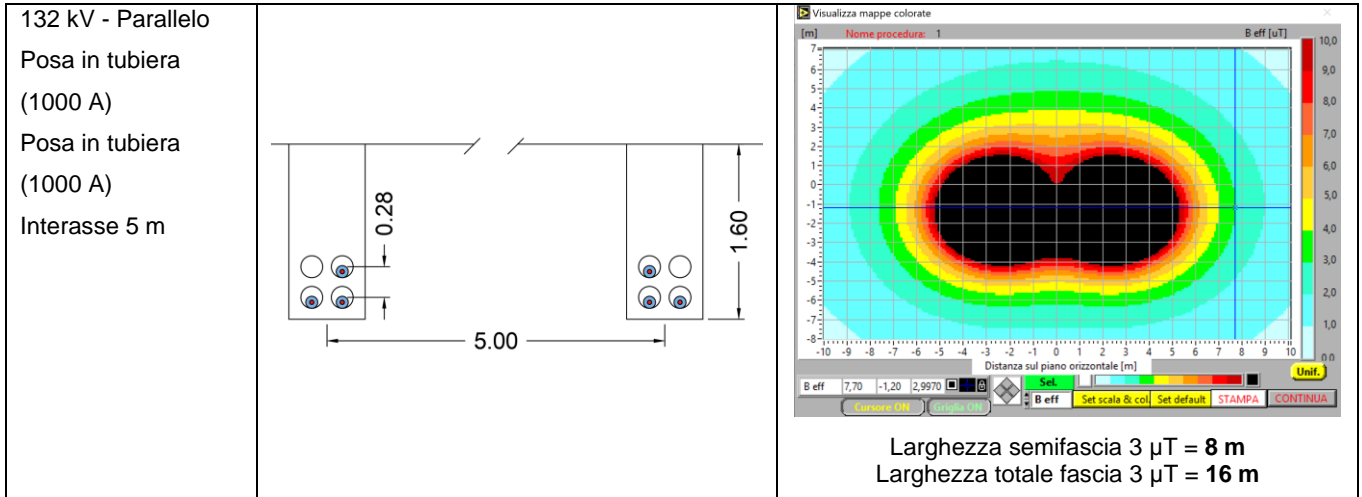 132 kV - Parallelo
Posa in tubiera
(1000 A)
Posa in tubiera
(1000 A)
Interasse 5 m
0.28
1.60
5.00
Visualizza mappe colorate
[m] Nome procedura: 1 B eff [uT]
7
6
5
4
3
2
1
0
-1
-2
-3
-4
-5
-6
-7
-8
-10 -9 -8 -7 -6 -5 -4 -3 -2 -1 0 1 2 3 4 5 6 7 8 9 10
10,0
9,0
8,0
7,0
6,0
5,0
4,0
3,0
2,0
1,0
0,0
Distanza sul piano orizzontale [m]
Unif.
B eff 7,70 -1,20 2,9970
Sel.
B eff
Set scala & col. Set default STAMPA CONTINUA
Cursore ON Griglia ON
Larghezza semifascia 3 µT = 8 m
Larghezza totale fascia 3 µT = 16 m